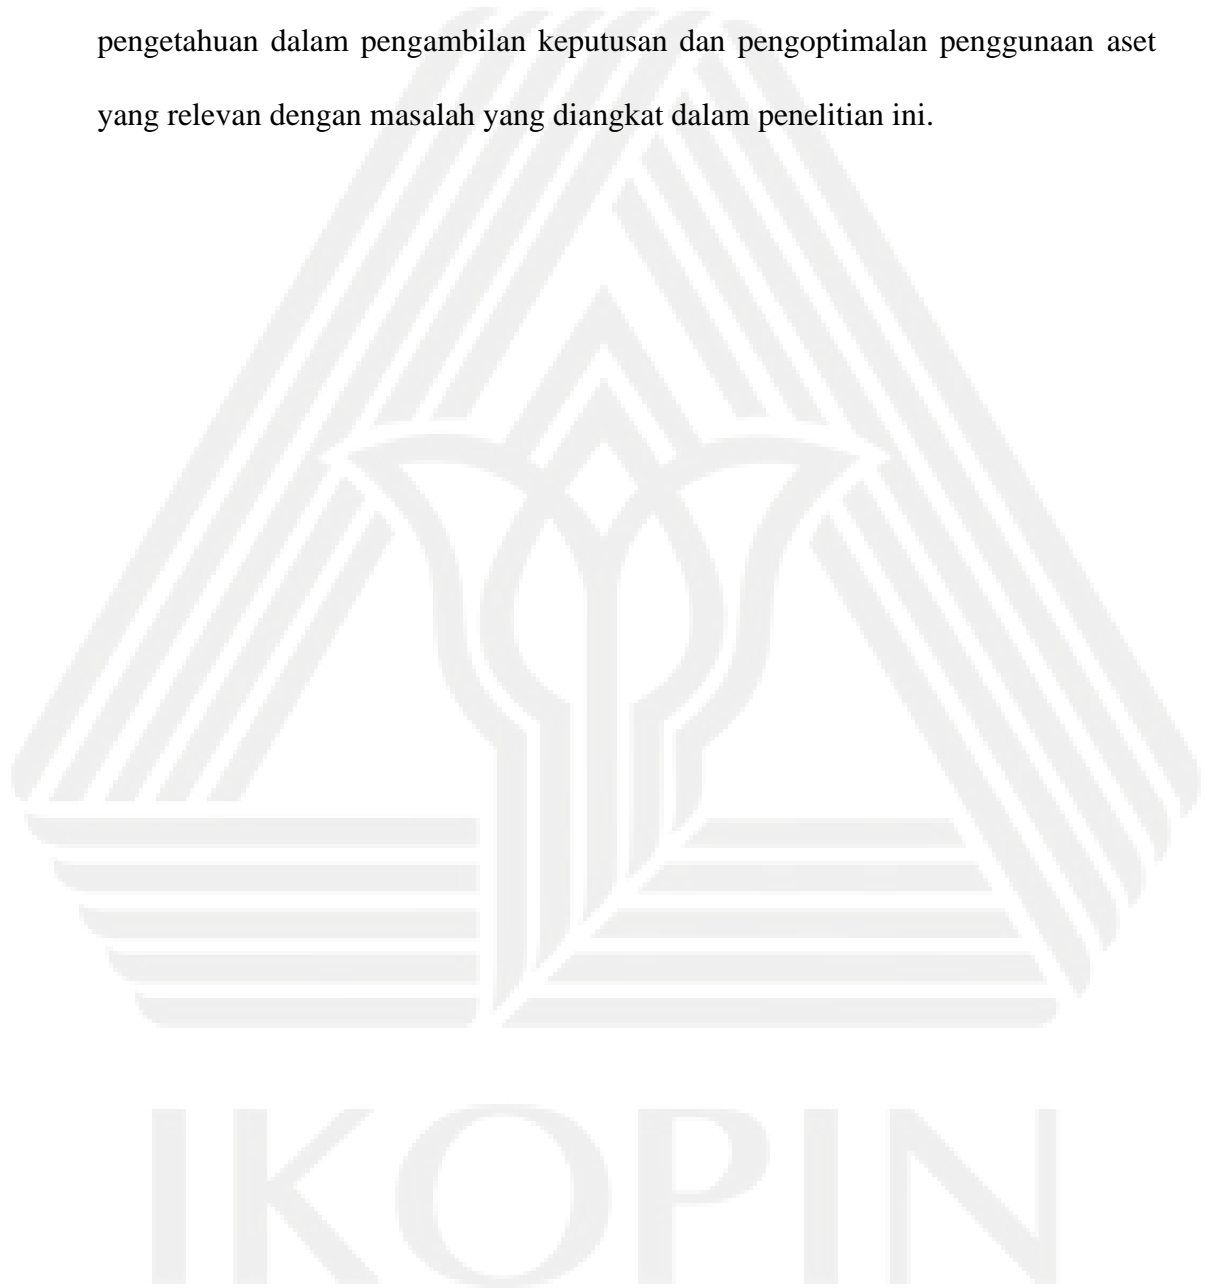 pengetahuan dalam pengambilan keputusan dan pengoptimalan penggunaan aset
yang relevan dengan masalah yang diangkat dalam penelitian ini.
IKOPIN